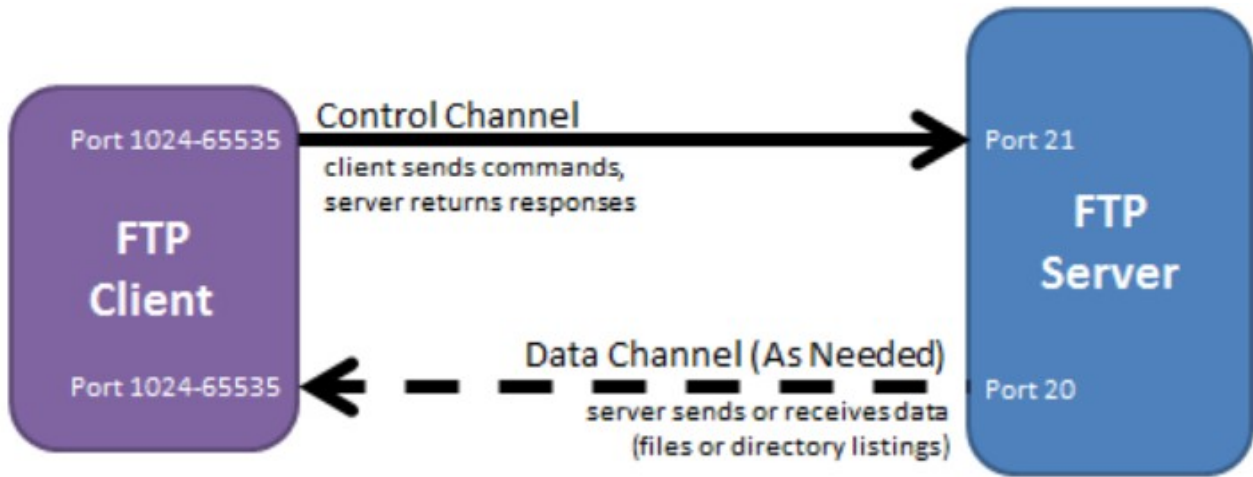 Control Channel
Port 1024-65535
Port 21
client sends commands,
server returns responses
FTP
Client
FTP
Server
Data Channel (As Needed)
Port 1024-65535
Port 20
server sends or receives data
(files or directory listings)